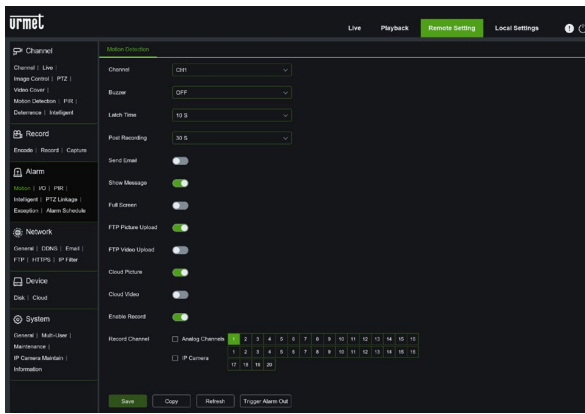 urmet
Live Playback Remote Setting Local Settings
Channel
Channel | Live |
Image Control | PTZ |
Video Cover |
Motion Detection | PIR |
Deterrence | Intelligent
Record
Encode | Record | Capture
Alarm
Motion | I/O | PIR |
Intelligent | PTZ Linkage |
Exception | Alarm Schedule
Network
General | DDNS | Email |
FTP | HTTPS | IP Filter
Device
Disk | Cloud
System
General | Multi-User |
Maintenance |
IP Camera Maintain |
Information
Motion Detection
Channel CH1
Buzzer OFF
Latch Time 10 S
Post Recording 30 S
Send Email
Show Message
Full Screen
FTP Picture Upload
FTP Video Upload
Cloud Picture
Cloud Video
Enable Record
Record Channel Analog Channels 1 2 3 4 5 6 7 8 9 10 11 12 13 14 15 16
IP Camera 1 2 3 4 5 6 7 8 9 10 11 12 13 14 15 16
17 18 19 20
Save Copy Refresh Trigger Alarm Out